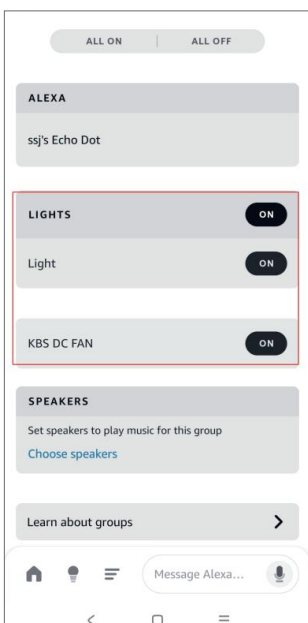 ALL ON | ALL OFF
ALEXA
ssj's Echo Dot
LIGHTS ON
Light ON
KBS DC FAN ON
SPEAKERS
Set speakers to play music for this group
Choose speakers
Learn about groups
Message Alexa...